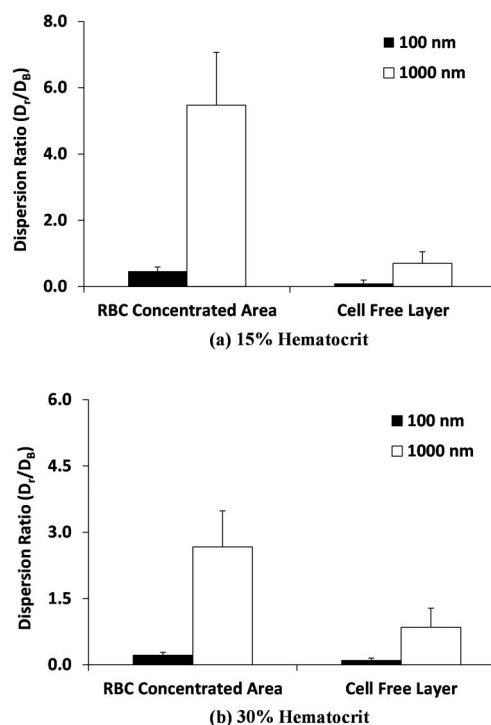 8.0
6.0
4.0
2.0
0.0
Dispersion Ratio (Dr/DB)
100 nm
1000 nm
RBC Concentrated Area
Cell Free Layer
(a) 15% Hematocrit
6.0
4.5
3.0
1.5
0.0
Dispersion Ratio (Dr/DB)
100 nm
1000 nm
RBC Concentrated Area
Cell Free Layer
(b) 30% Hematocrit